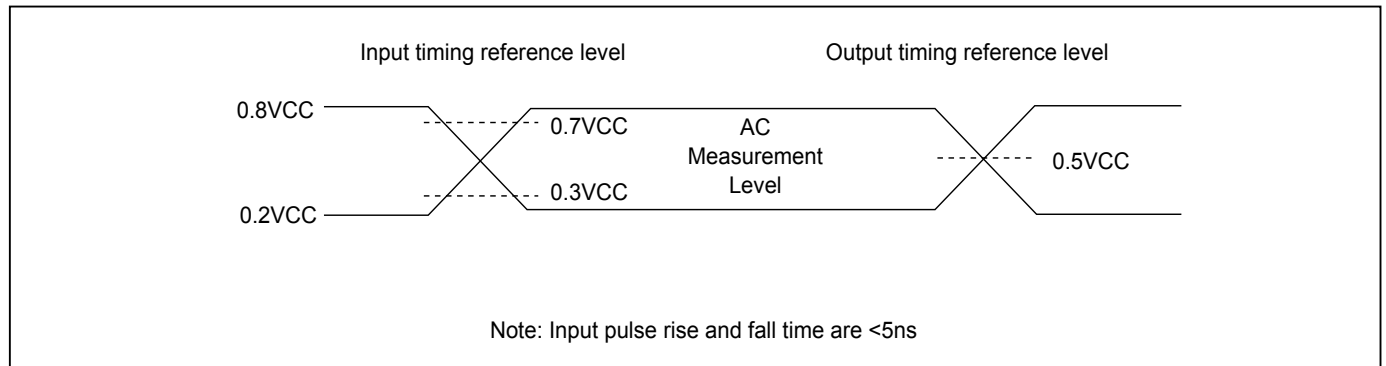 Input timing reference level
Output timing reference level
0.8VCC
0.7VCC
AC
Measurement
Level
0.5VCC
0.3VCC
0.2VCC
Note: Input pulse rise and fall time are <5ns